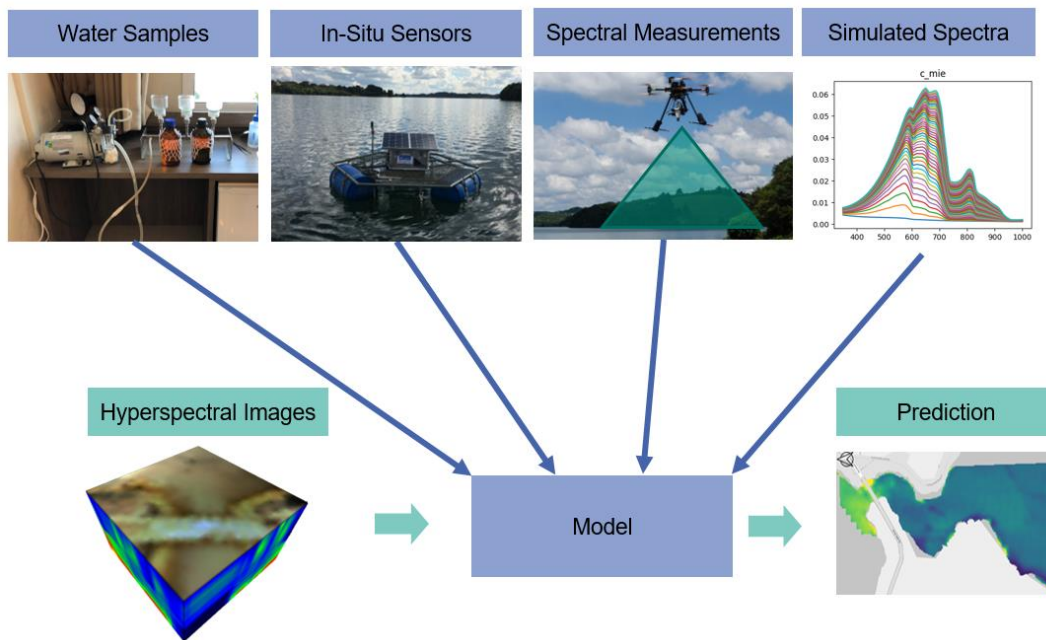 Water Samples
In-Situ Sensors
Spectral Measurements
Simulated Spectra
c_mie
0.06
0.05
0.04
0.03
0.02
0.01
0.00
400 500 600 700 800 900 1000
Hyperspectral Images
Prediction
Model